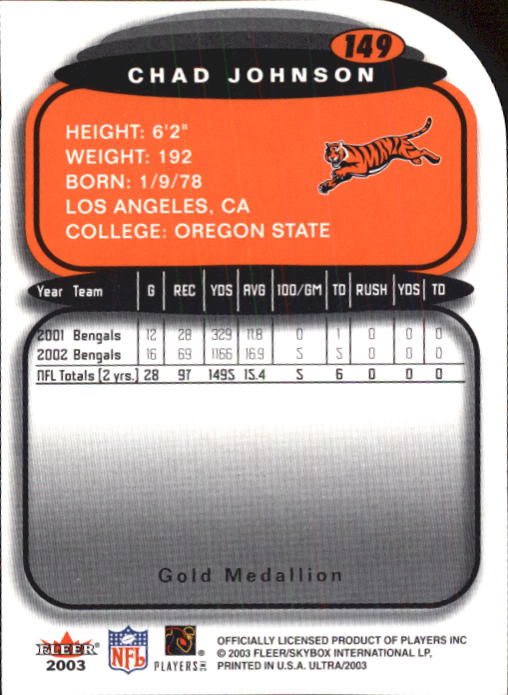 149
CHAD JOHNSON
HEIGHT: 6'2"
WEIGHT: 192
BORN: 1/9/78
LOS ANGELES, CA
COLLEGE: OREGON STATE
Year Team G REC YDS AVG 100/GM TD RUSH YDS TD
2001 Bengals 12 28 329 11.8 0 1 0 0 0
2002 Bengals 16 69 1166 16.9 5 5 0 0 0
NFL Totals (2 yrs.) 28 97 1495 15.4 5 6 0 0 0
Gold Medallion
FLEER
2003
NFL
PLAYERS INC
OFFICIALLY LICENSED PRODUCT OF PLAYERS INC
© 2003 FLEER/SKYBOX INTERNATIONAL LP,
PRINTED IN U.S.A. ULTRA/2003